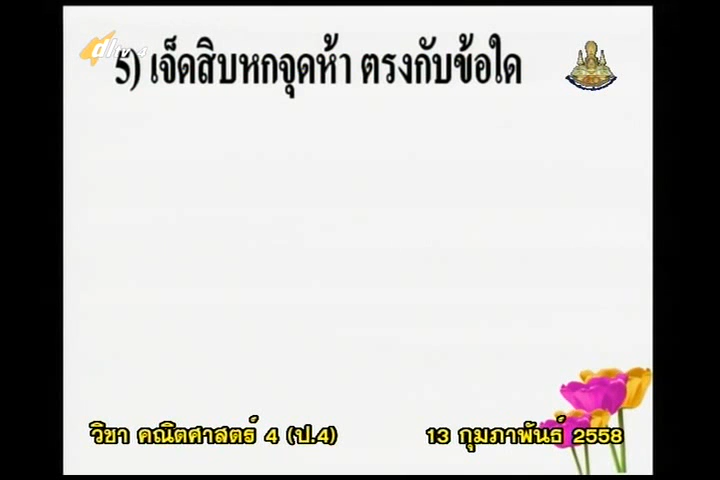 dltv 4
5) เจ็ดสิบหกจุดห้า ตรงกับข้อใด
วิชา คณิตศาสตร์ 4 (ป.4)
13 กุมภาพันธ์ 2558